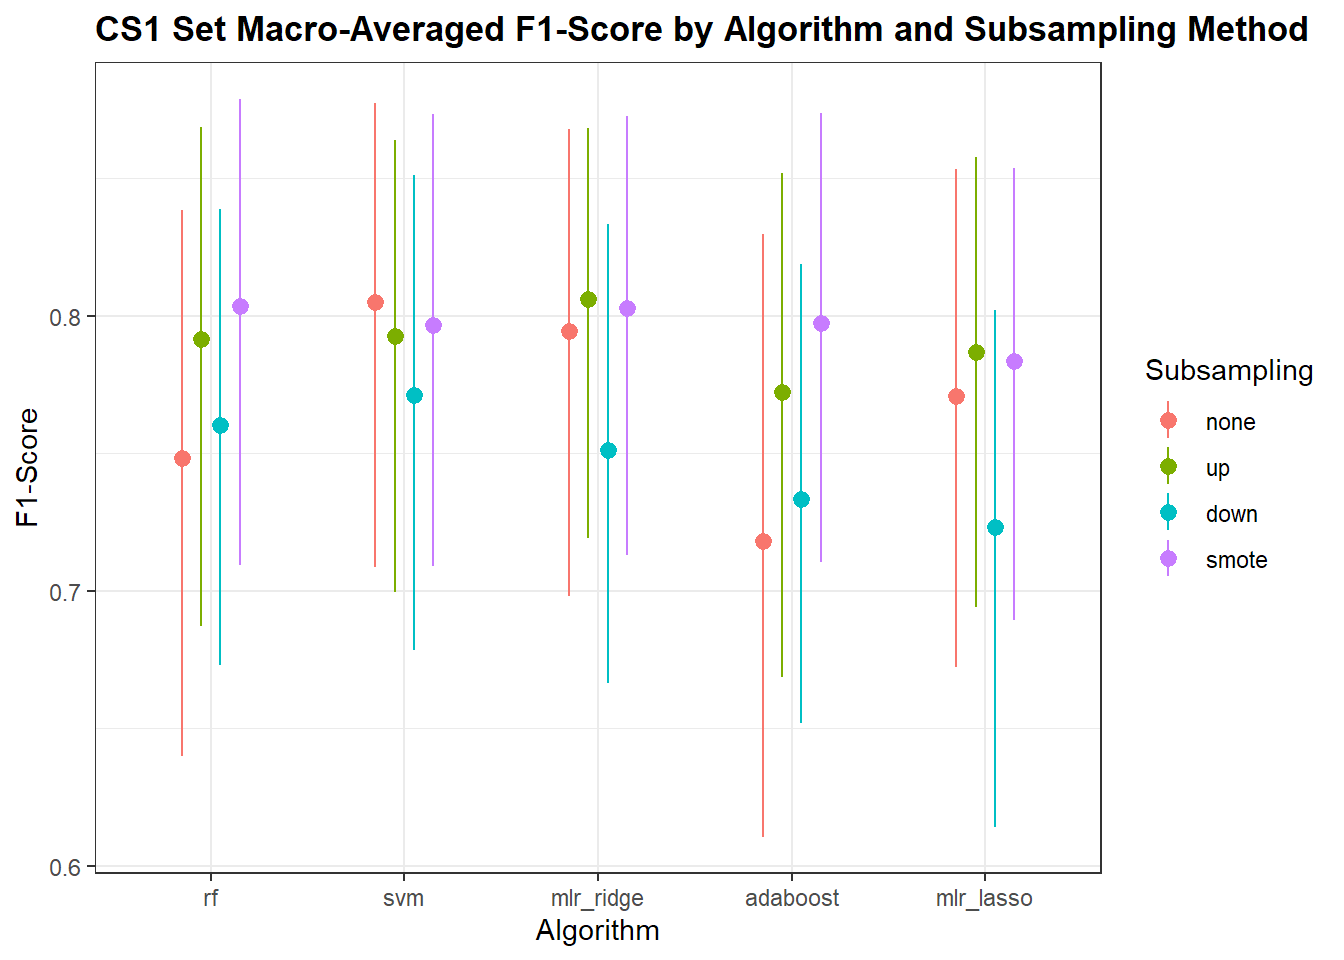 CS1 Set Macro-Averaged F1-Score by Algorithm and Subsampling Method
F1-Score
0.8
0.7
0.6
rf
svm
mlr_ridge
adaboost
mlr_lasso
Algorithm
Subsampling
none
up
down
smote